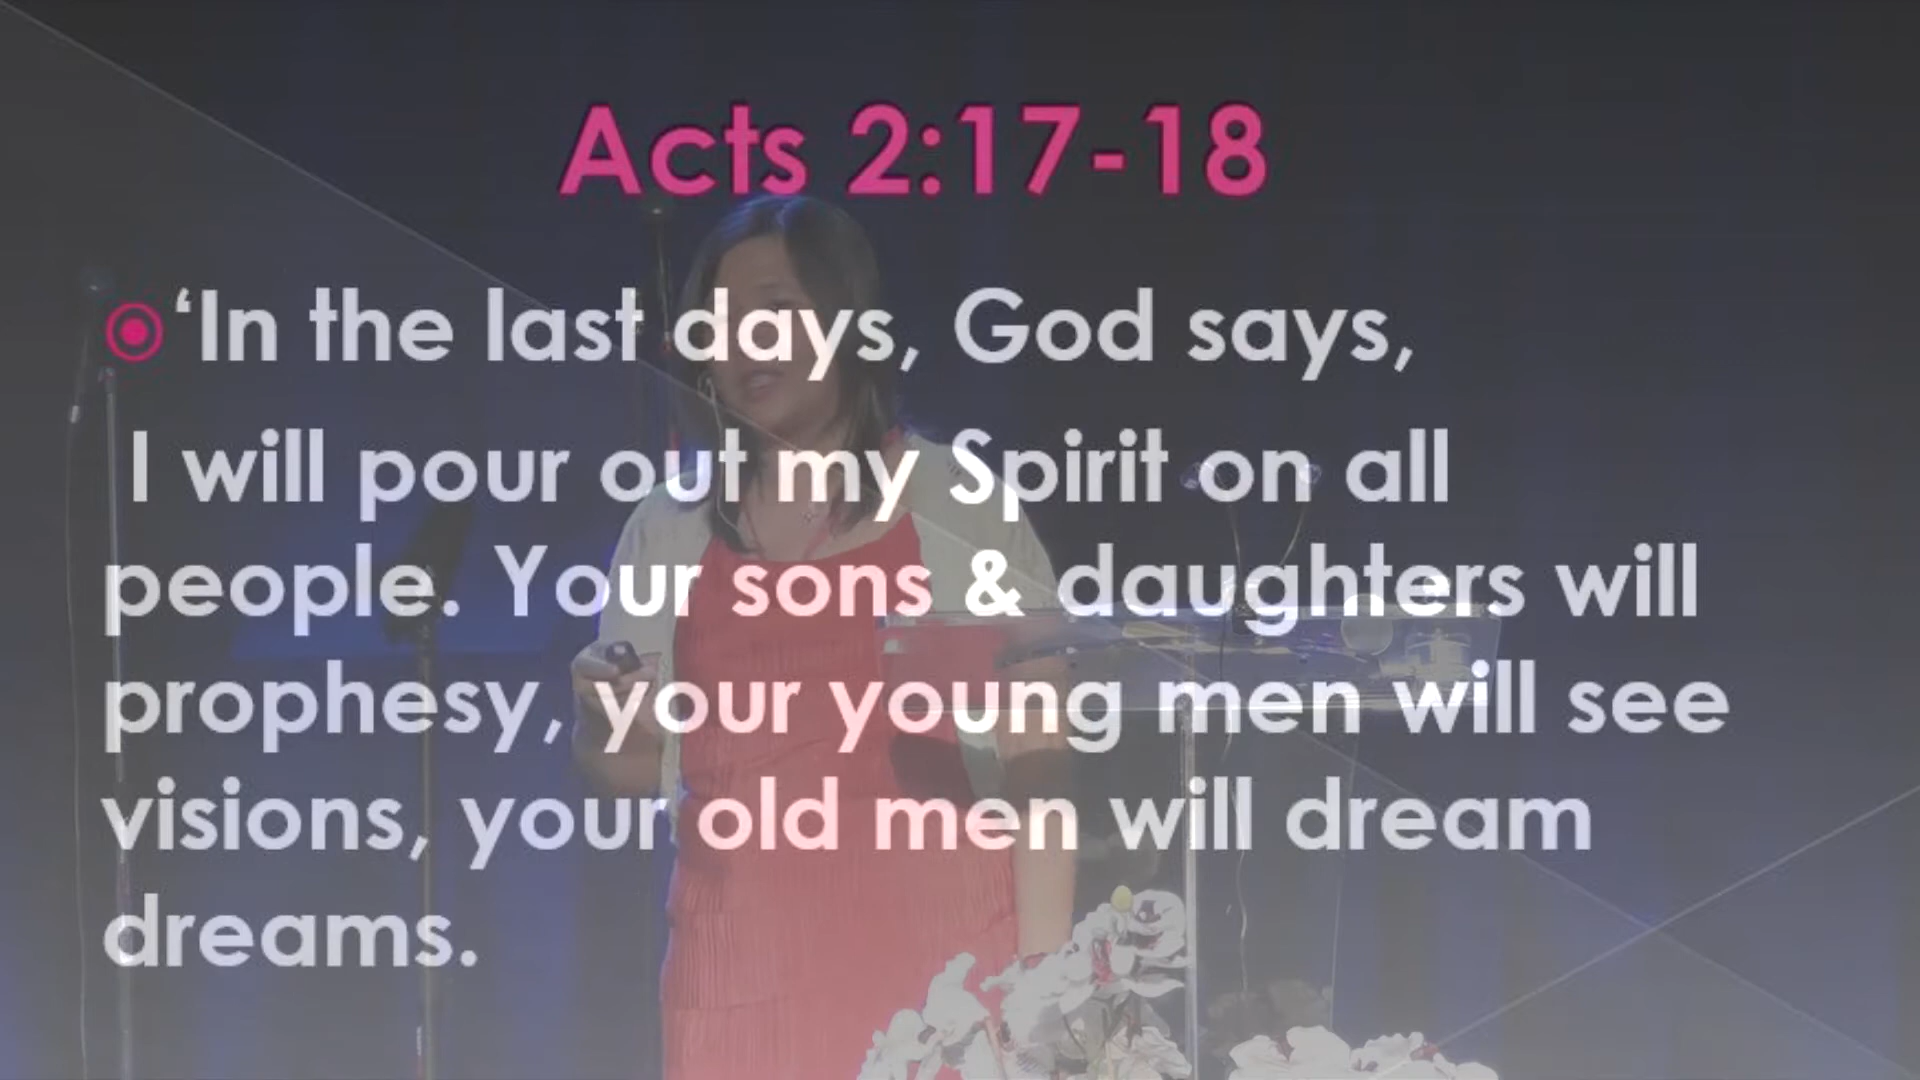 Acts 2:17-18
‘In the last days, God says,
I will pour out my Spirit on all
people. Your sons & daughters will
prophesy, your young men will see
visions, your old men will dream
dreams.